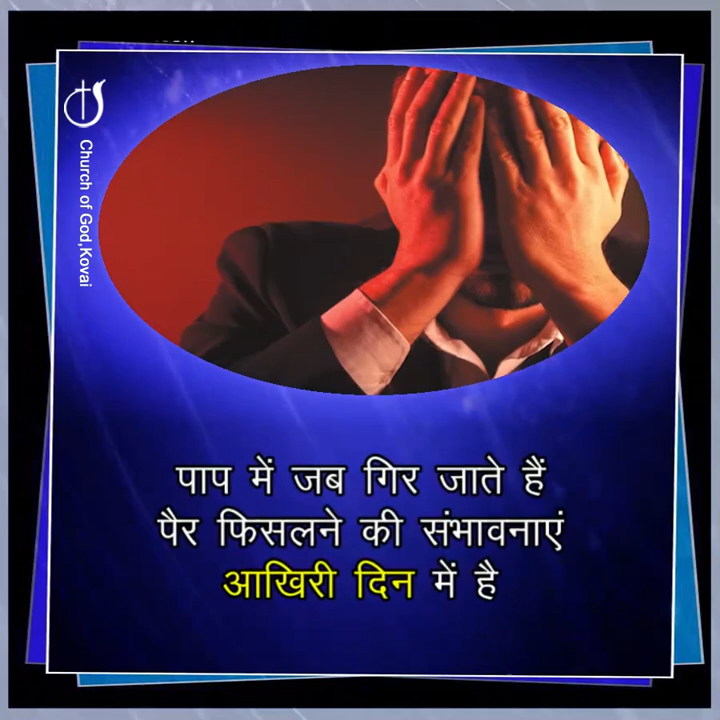 Church of God,Kovai
पाप में जब गिर जाते हैं
पैर फिसलने की संभावनाएं
आखिरी दिन में है